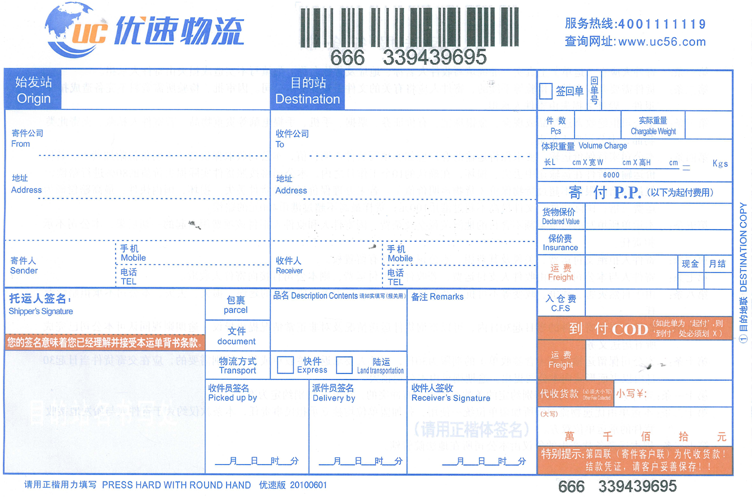 UC 优速物流
服务热线:4001111119
查询网址:www.uc56.com
666 339439695
始发站
Origin
目的站
Destination
签回单
回单号
寄件公司
From
收件公司
To
件 数
Pcs
实际重量
Chargable Weight
体积重量 Volume Charge
长L cm X 宽W cm X 高H cm = Kgs
6000
地址
Address
地址
Address
寄 付 P.P. (以下为起付费用)
货物保价
Declared Value
保价费
Insurance
寄件人
Sender
手机
Mobile
电话
TEL
收件人
Receiver
手机
Mobile
电话
TEL
运 费
Freight
现金
月结
入 仓 费
C.F.S
托运人签名:
Shipper's Signature
您的签名意味着您已经理解并接受本运单背书条款.
包裹
parcel
文件
document
品名 Description Contents
备注 Remarks
到 付 COD (如此单为"起付",则"到付"处必须划 X)
物流方式
Transport
快件
Express
陆运
Land transportation
运 费
Freight
收件员签名
Picked up by
月 日 时 分
派件员签名
Delivery by
月 日 时 分
收件人签收
Receiver's Signature
(请用正楷体签名)
月 日 时 分
代收货款
小写¥:
(大写)
萬 千 佰 拾 元
特别提示:第四联(寄件客户联)为代收货款!
结款凭证,请客户妥善保存!!
请用正楷用力填写 PRESS HARD WITH ROUND HAND 优速版 20100601
666 339439695
① 目的地联 DESTINATION COPY